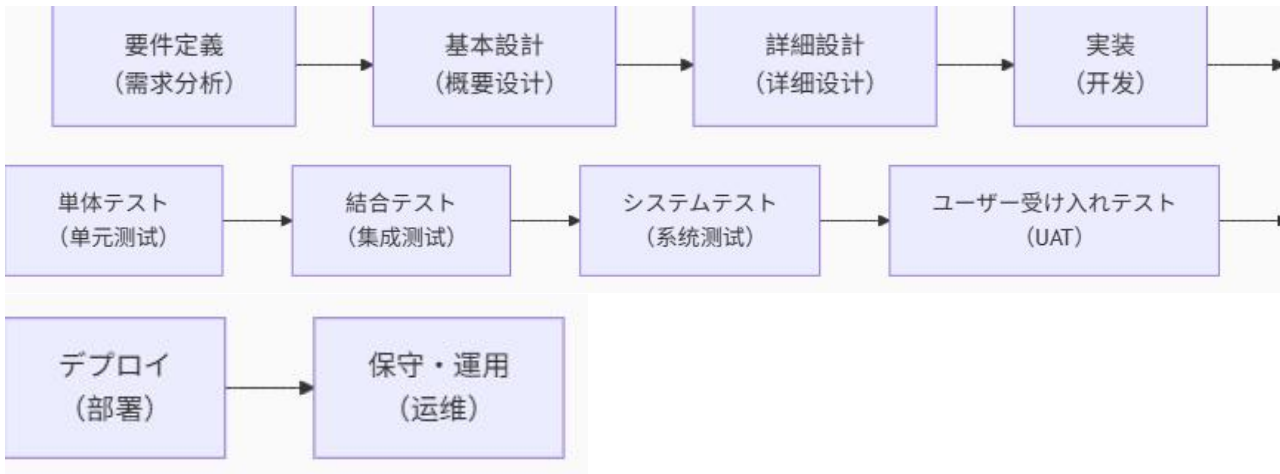 要件定義
（需求分析）
基本設計
（概要设计）
詳細設計
（详细设计）
実装
（开发）
単体テスト
（单元测试）
結合テスト
（集成测试）
システムテスト
（系统测试）
ユーザー受け入れテスト
（UAT）
デプロイ
（部署）
保守・運用
（运维）